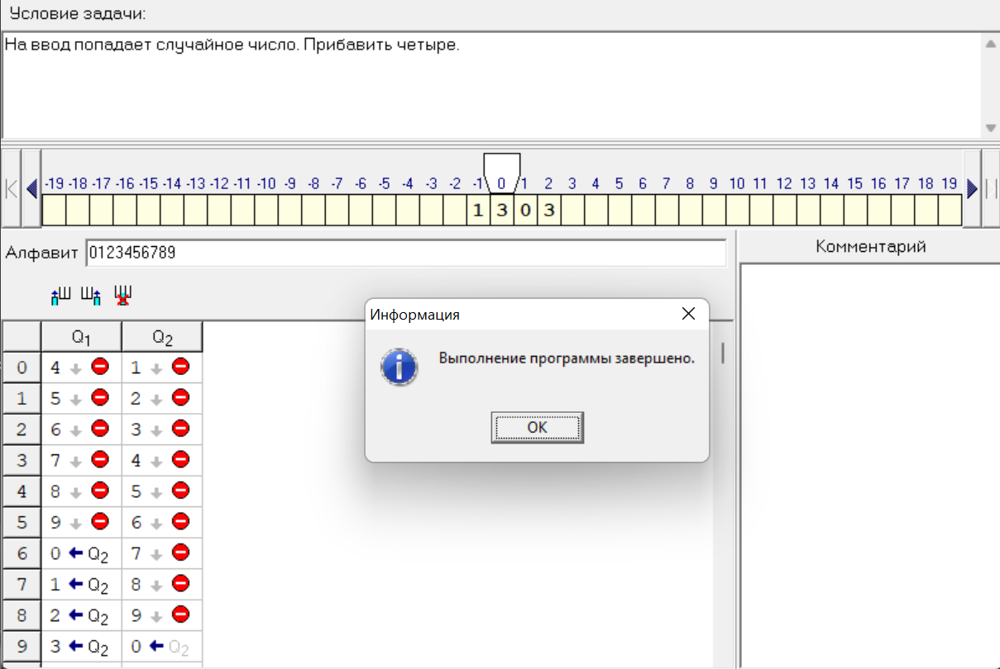 Условие задачи:
На ввод попадает случайное число. Прибавить четыре.
-19 -18 -17 -16 -15 -14 -13 -12 -11 -10 -9 -8 -7 -6 -5 -4 -3 -2 -1 0 1 2 3 4 5 6 7 8 9 10 11 12 13 14 15 16 17 18 19
1 3 0 3
Алфавит 0123456789
Комментарий
Ш Ш Ш
Информация
Выполнение программы завершено.
OK
Q1 Q2
0 4 1
1 5 2
2 6 3
3 7 4
4 8 5
5 9 6
6 0 Q2 7
7 1 Q2 8
8 2 Q2 9
9 3 Q2 0 Q2